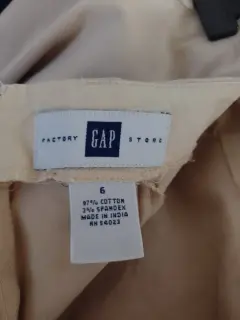 FACTORY GAP STORE
6
97% COTTON
3% SPANDEX
MADE IN INDIA
RN 54023